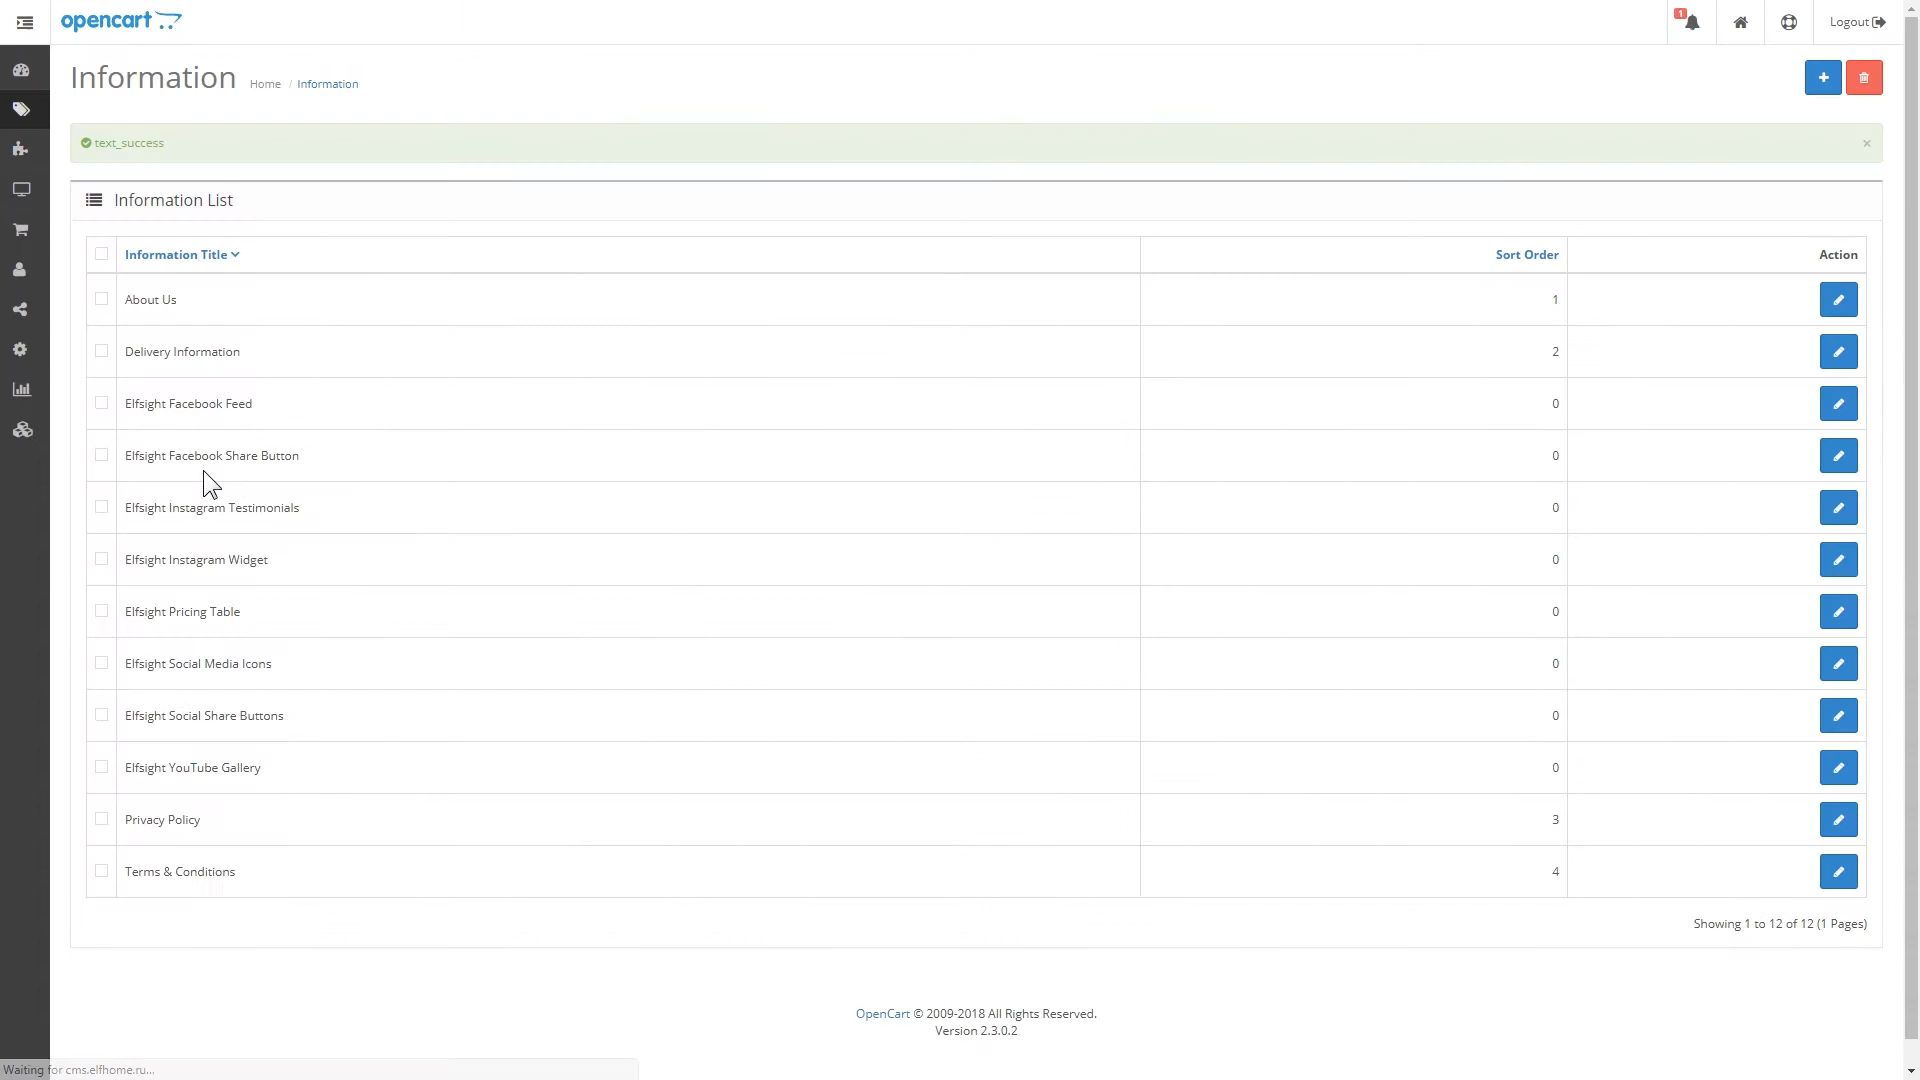 opencart
1
Logout
Information Home / Information
text_success
Information List
Information Title Sort Order Action
About Us 1
Delivery Information 2
Elfsight Facebook Feed 0
Elfsight Facebook Share Button 0
Elfsight Instagram Testimonials 0
Elfsight Instagram Widget 0
Elfsight Pricing Table 0
Elfsight Social Media Icons 0
Elfsight Social Share Buttons 0
Elfsight YouTube Gallery 0
Privacy Policy 3
Terms & Conditions 4
Showing 1 to 12 of 12 (1 Pages)
OpenCart © 2009-2018 All Rights Reserved.
Version 2.3.0.2
Waiting for cms.elfhome.ru...